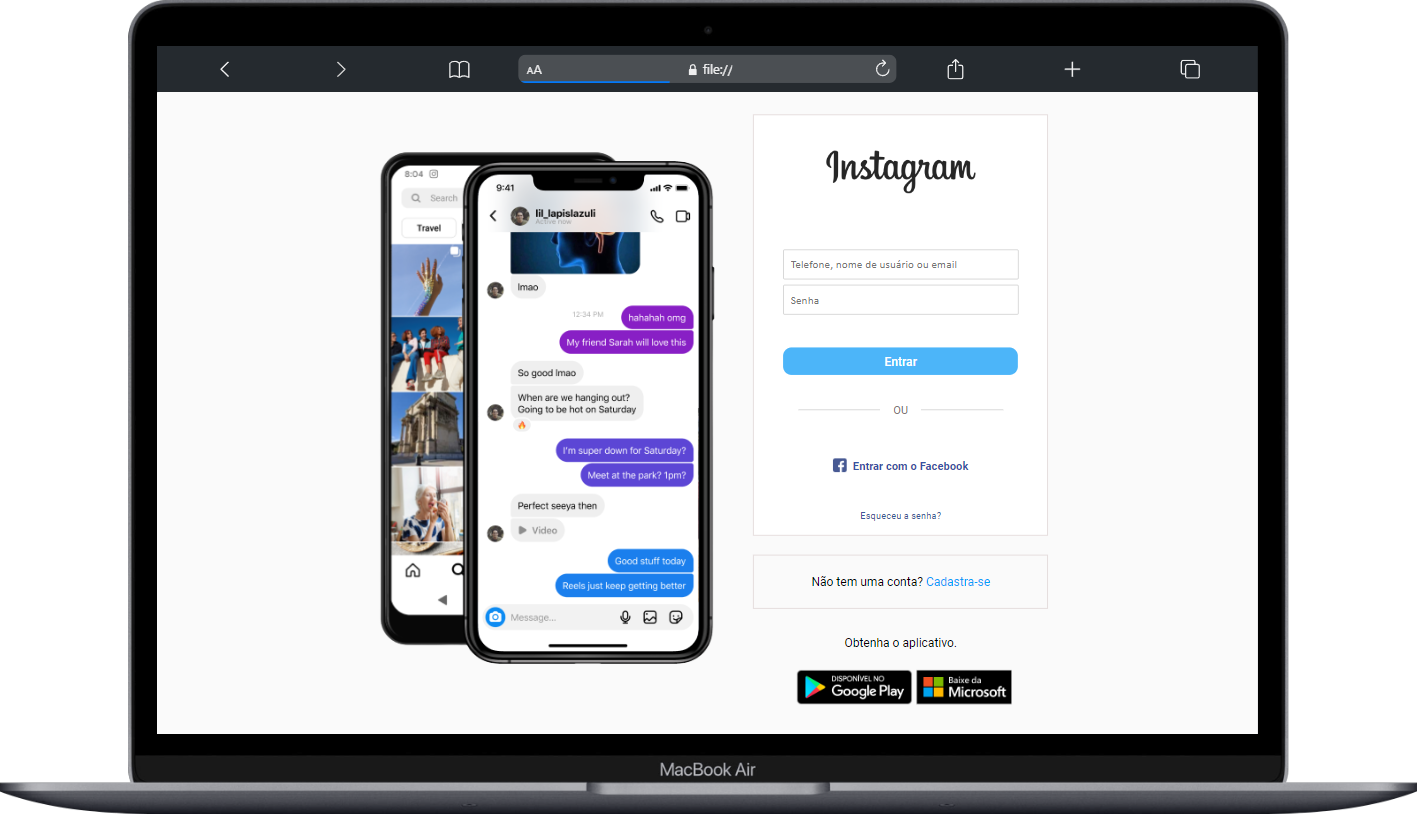 AA
file://
8:04
Search
Travel
9:41
lil_lapislazuli
Active now
lmao
12:34 PM
hahahah omg
My friend Sarah will love this
So good lmao
When are we hanging out?
Going to be hot on Saturday
I'm super down for Saturday?
Meet at the park? 1pm?
Perfect seeya then
Video
Good stuff today
Reels just keep getting better
Message...
Instagram
Telefone, nome de usuário ou email
Senha
Entrar
OU
Entrar com o Facebook
Esqueceu a senha?
Não tem uma conta? Cadastra-se
Obtenha o aplicativo.
DISPONÍVEL NO
Google Play
Baixe da
Microsoft
MacBook Air